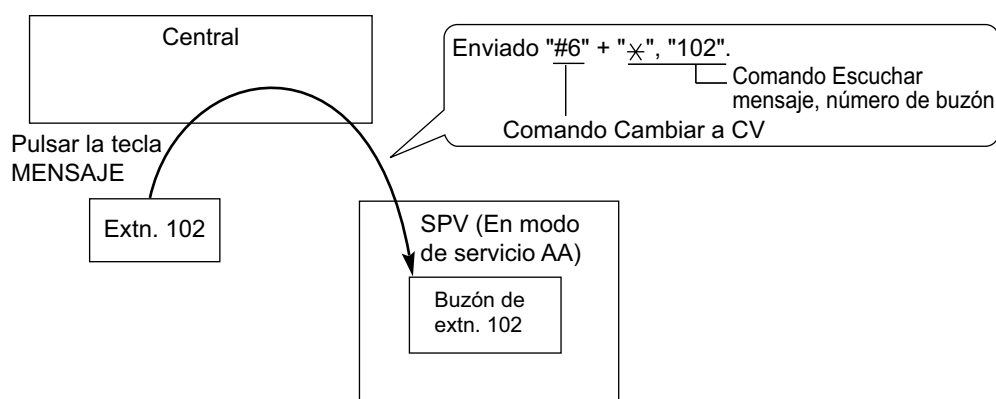 Central
Enviado "#6" + "*", "102".
Comando Escuchar
mensaje, número de buzón
Comando Cambiar a CV
Pulsar la tecla
MENSAJE
Extn. 102
SPV (En modo
de servicio AA)
Buzón de
extn. 102